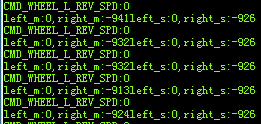 CMD_WHEEL_L_REV_SPD:0
left_m:0,right_m:-9411left_s:0,right_s:-926
CMD_WHEEL_L_REV_SPD:0
left_m:0,right_m:-9321left_s:0,right_s:-926
CMD_WHEEL_L_REV_SPD:0
left_m:0,right_m:-9321left_s:0,right_s:-926
CMD_WHEEL_L_REV_SPD:0
left_m:0,right_m:-9131left_s:0,right_s:-926
CMD_WHEEL_L_REV_SPD:0
left_m:0,right_m:-9241left_s:0,right_s:-926
CMD_WHEEL_L_REV_SPD:0